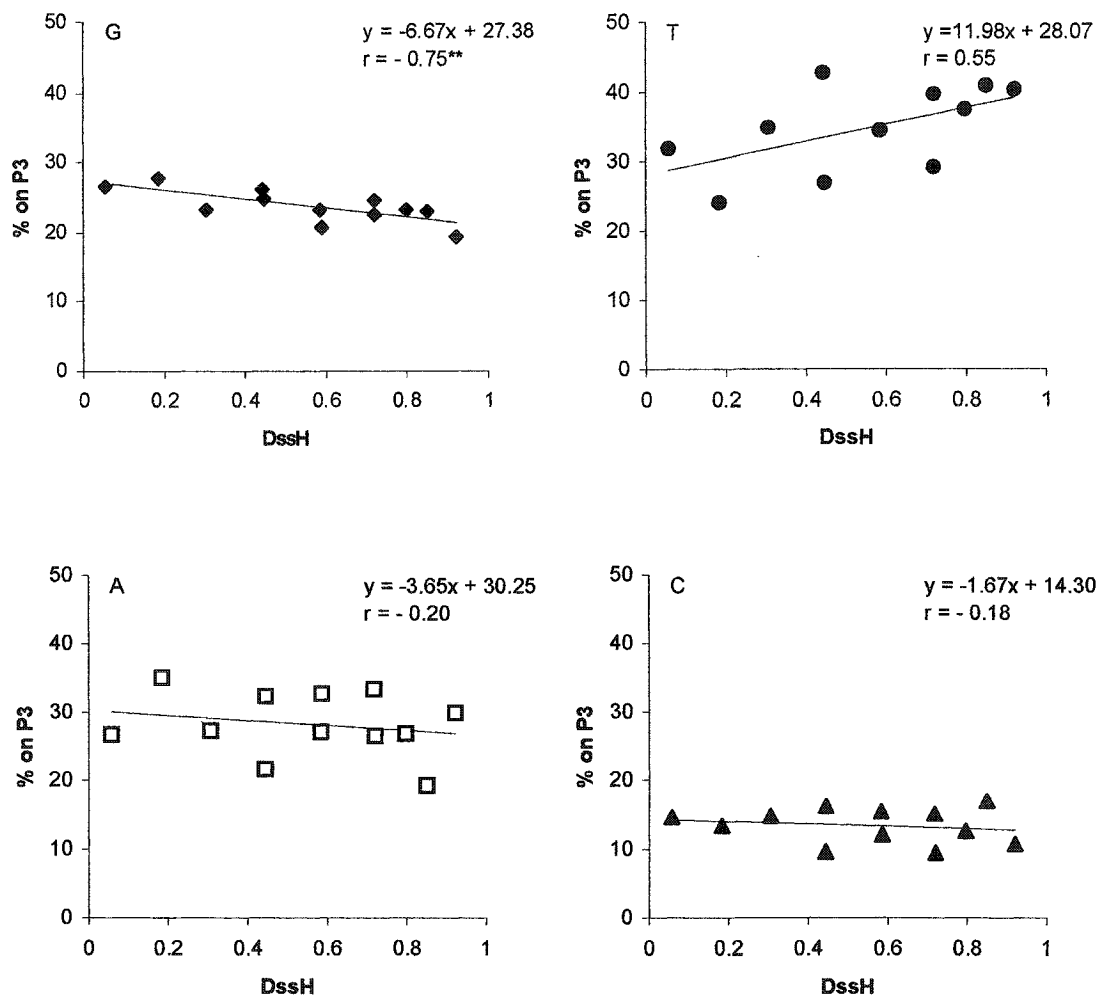 G
y = -6.67x + 27.38
r = - 0.75**
50
40
30
20
10
0
% on P3
0 0.2 0.4 0.6 0.8 1
DssH
T
y =11.98x + 28.07
r = 0.55
50
40
30
20
10
0
% on P3
0 0.2 0.4 0.6 0.8 1
DssH
A
y = -3.65x + 30.25
r = - 0.20
50
40
30
20
10
0
% on P3
0 0.2 0.4 0.6 0.8 1
DssH
C
y = -1.67x + 14.30
r = - 0.18
50
40
30
20
10
0
% on P3
0 0.2 0.4 0.6 0.8 1
DssH